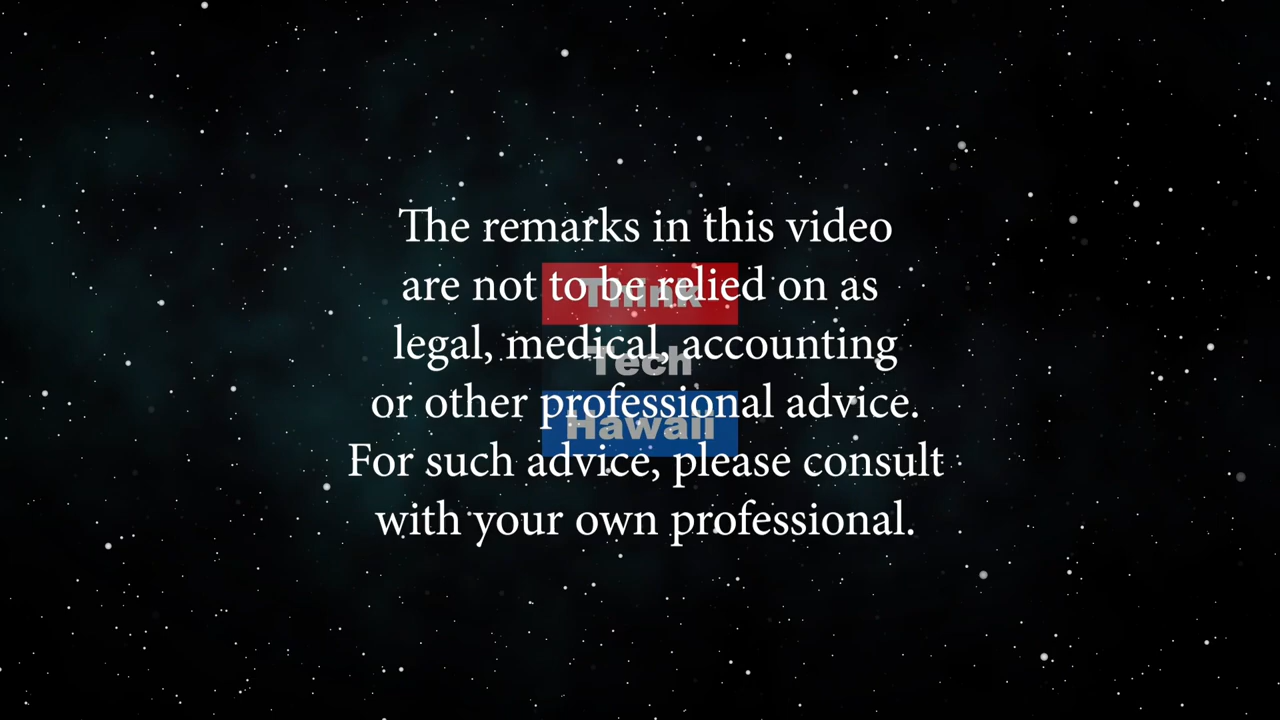 The remarks in this video
are not to be relied on as
legal, medical, accounting
or other professional advice.
For such advice, please consult
with your own professional.
Think
Tech
Hawaii